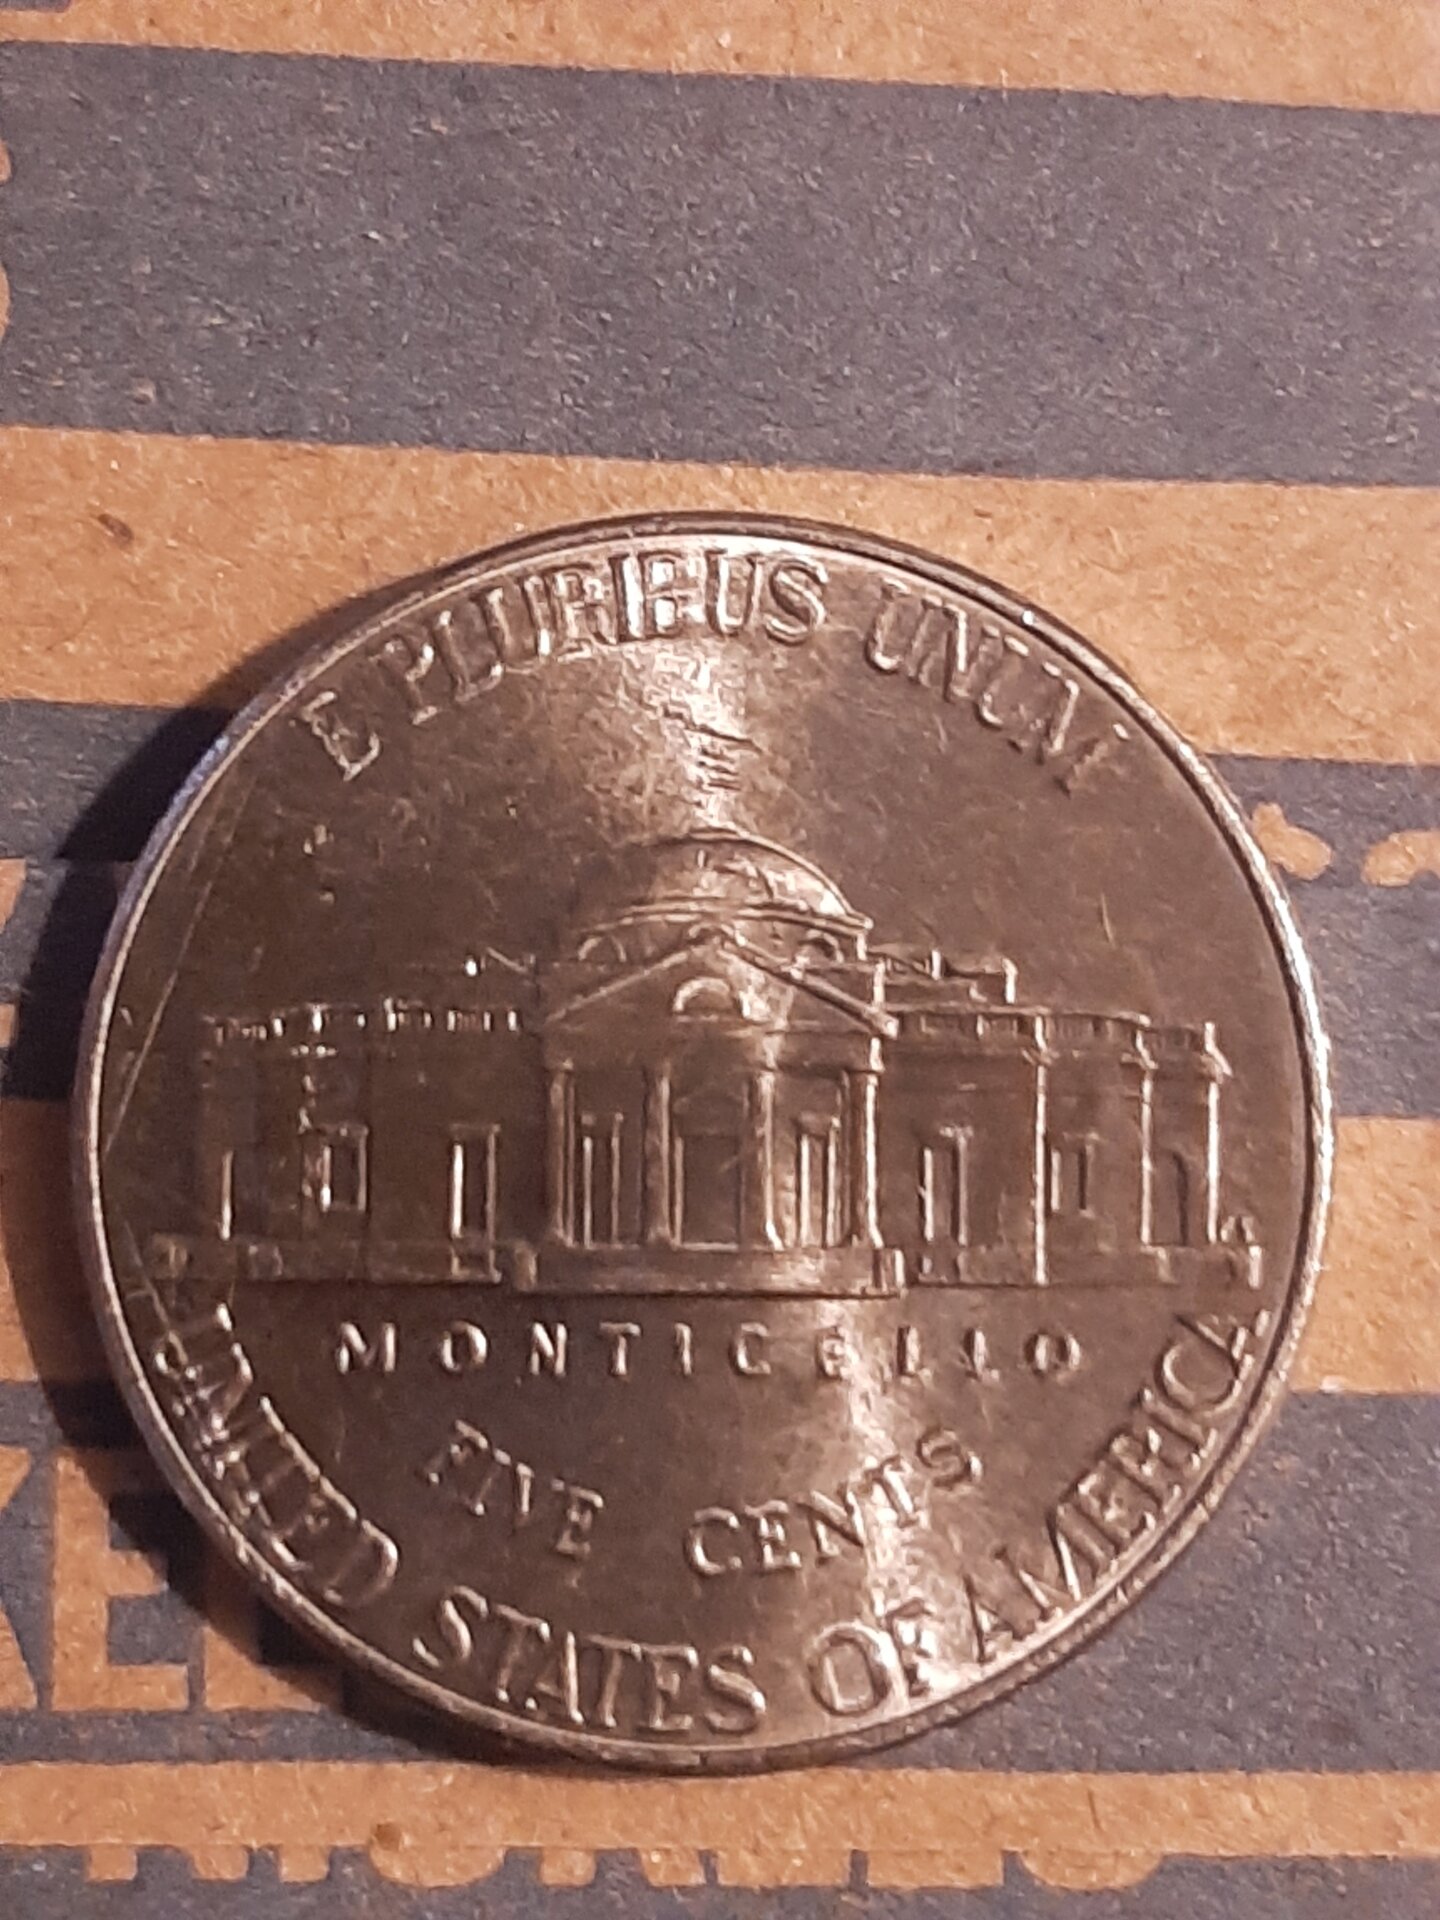 E PLURIBUS UNUM
MONTICELLO
FIVE CENTS
UNITED STATES OF AMERICA